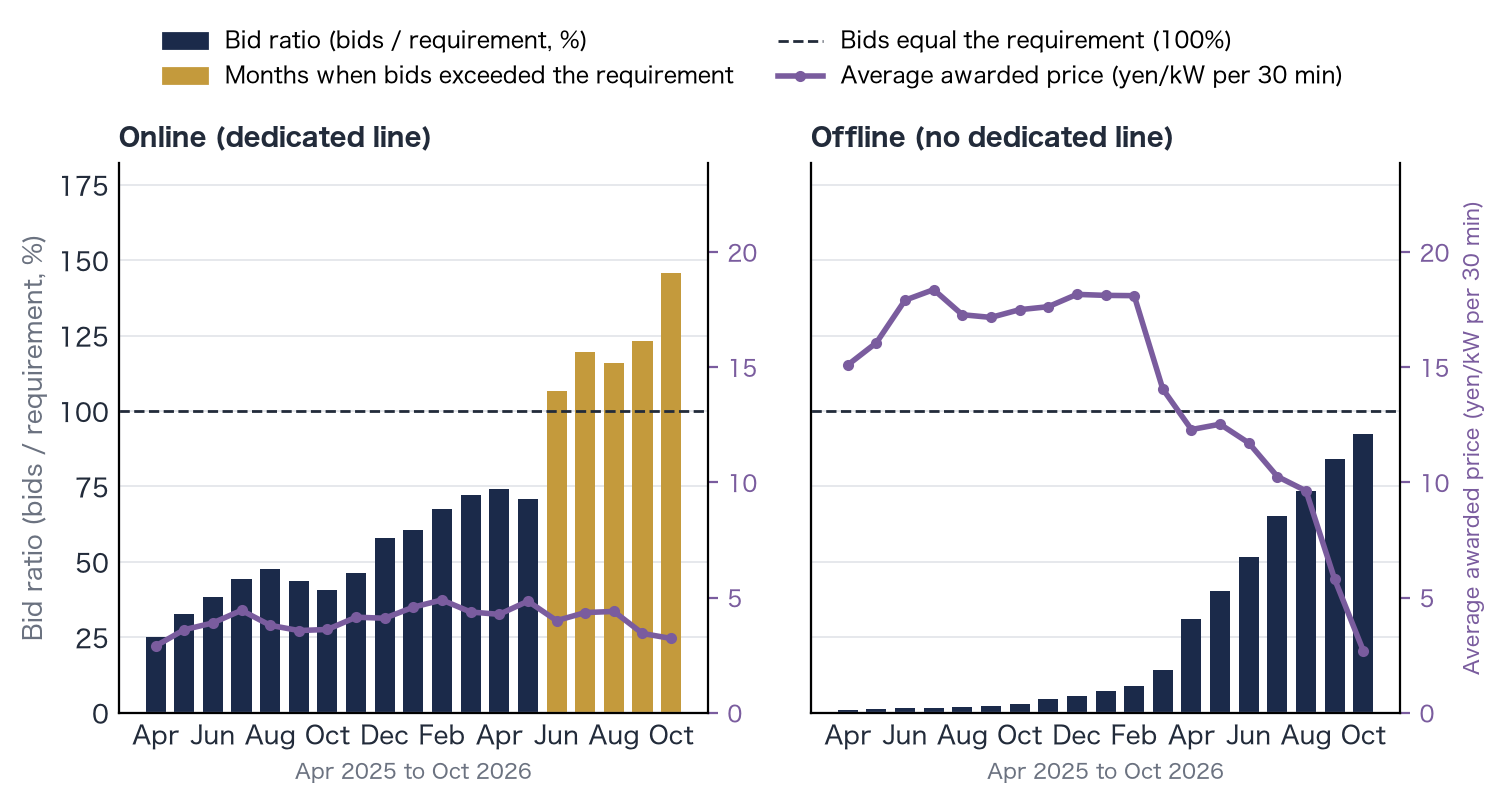 Bid ratio (bids / requirement, %)
Months when bids exceeded the requirement
Bids equal the requirement (100%)
Average awarded price (yen/kW per 30 min)
Online (dedicated line)
Bid ratio (bids / requirement, %)
175
150
125
100
75
50
25
0
20
15
10
5
0
Apr Jun Aug Oct Dec Feb Apr Jun Aug Oct
Apr 2025 to Oct 2026
Offline (no dedicated line)
20
15
10
5
0
Average awarded price (yen/kW per 30 min)
Apr Jun Aug Oct Dec Feb Apr Jun Aug Oct
Apr 2025 to Oct 2026